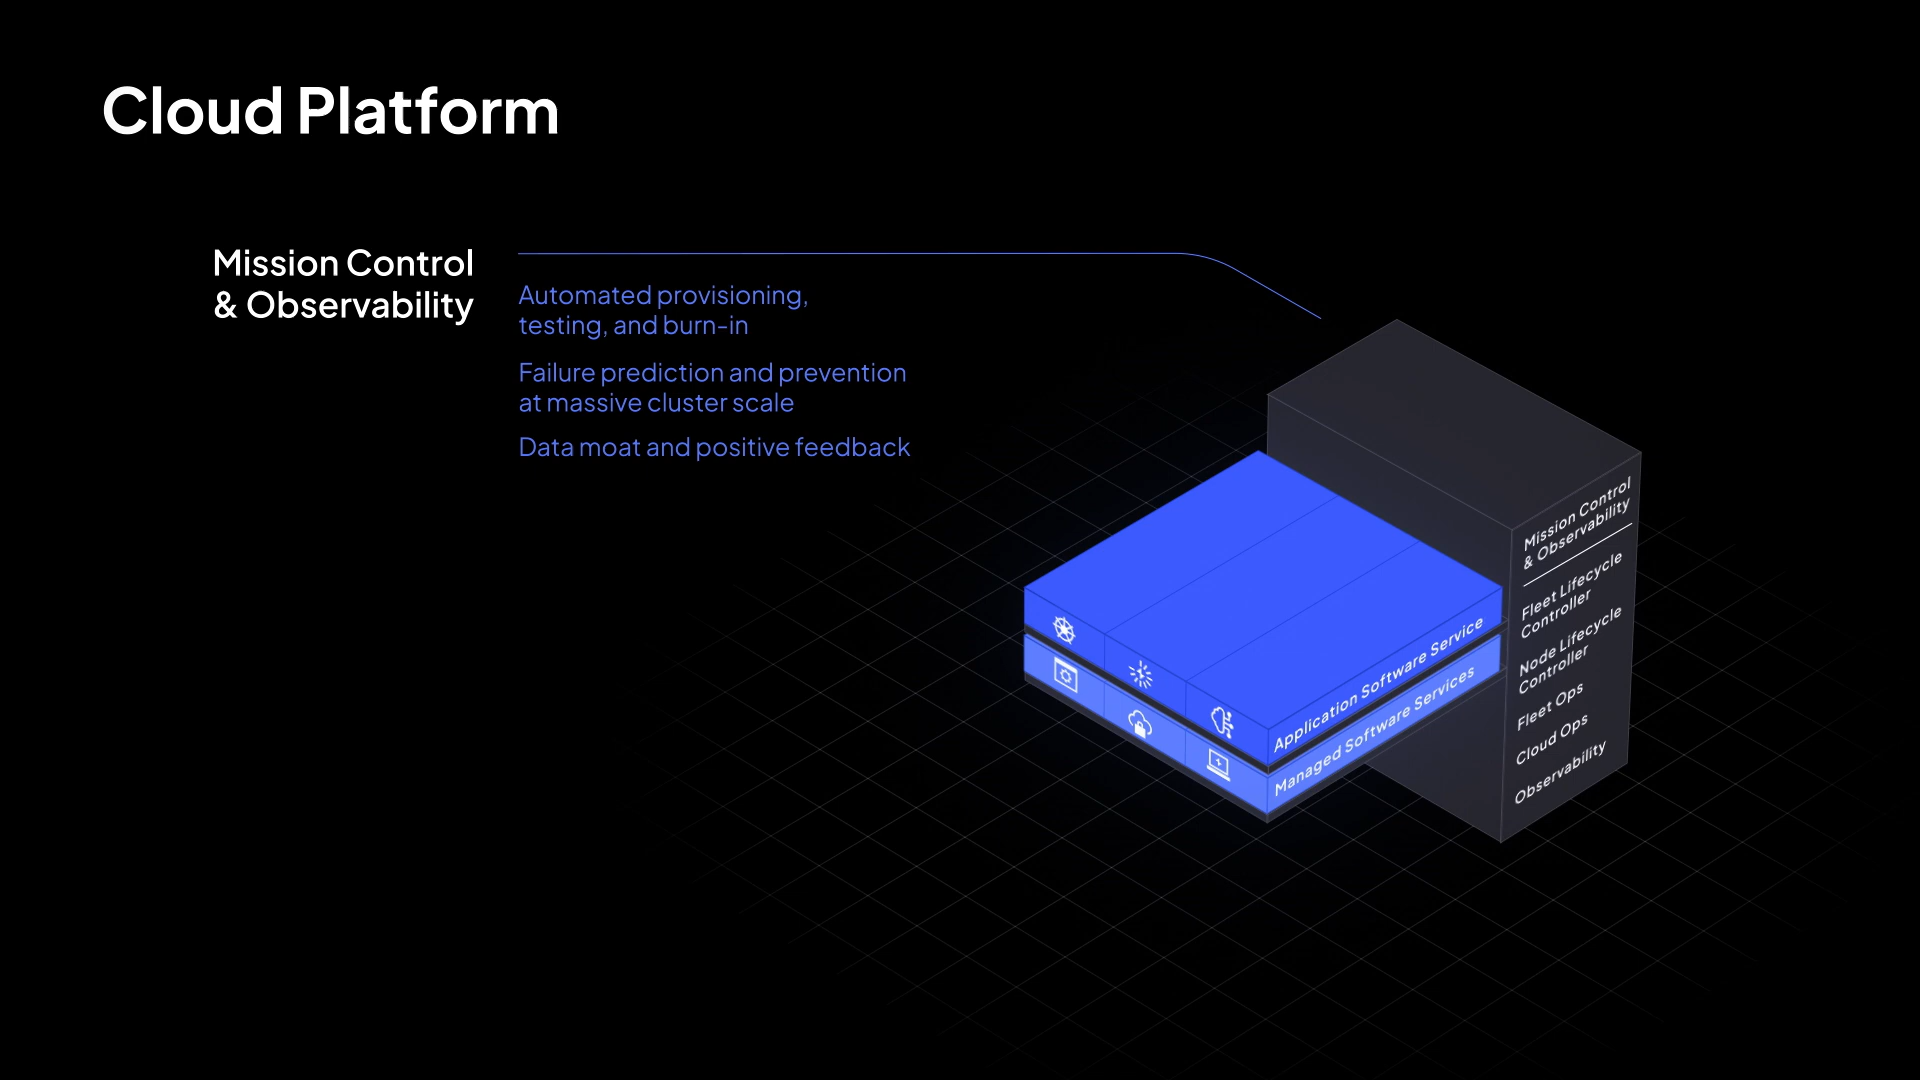 Cloud Platform
Mission Control
& Observability
Automated provisioning,
testing, and burn-in
Failure prediction and prevention
at massive cluster scale
Data moat and positive feedback
Application Software Service
Managed Software Services
Mission Control
& Observability
Fleet Lifecycle
Controller
Node Lifecycle
Controller
Fleet Ops
Cloud Ops
Observability